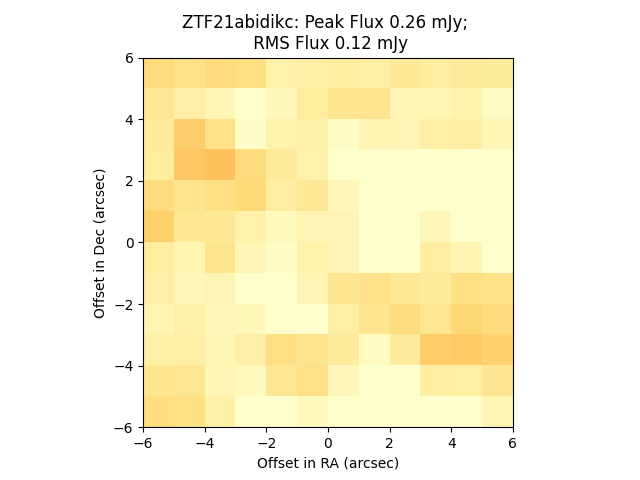 ZTF21abidikc: Peak Flux 0.26 mJy;
RMS Flux 0.12 mJy
6
4
2
0
−2
−4
−6
Offset in Dec (arcsec)
−6 −4 −2 0 2 4 6
Offset in RA (arcsec)